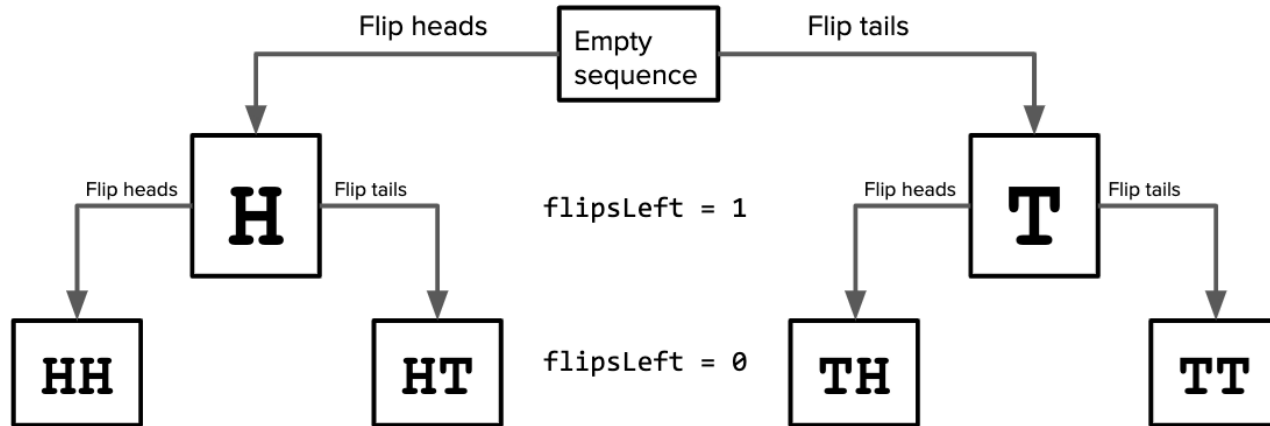 Flip heads
Empty
sequence
Flip tails
H
Flip heads
Flip tails
flipsLeft = 1
T
Flip heads
Flip tails
HH
HT
flipsLeft = 0
TH
TT